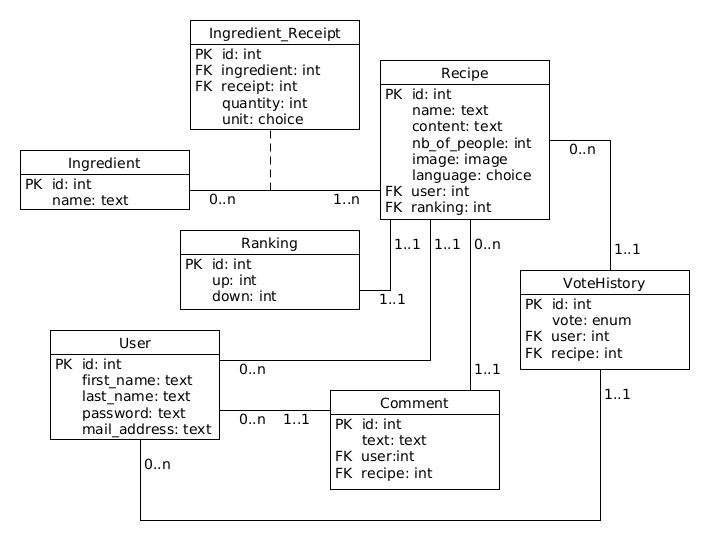 Ingredient_Receipt
PK id: int
FK ingredient: int
FK receipt: int
quantity: int
unit: choice
Recipe
PK id: int
name: text
content: text
nb_of_people: int
image: image
language: choice
FK user: int
FK ranking: int
0..n
Ingredient
PK id: int
name: text
0..n
1..n
Ranking
PK id: int
up: int
down: int
1..1
1..1
0..n
1..1
1..1
VoteHistory
PK id: int
vote: enum
FK user: int
FK recipe: int
User
PK id: int
first_name: text
last_name: text
password: text
mail_address: text
0..n
1..1
0..n
1..1
Comment
PK id: int
text: text
FK user:int
FK recipe: int
1..1
0..n